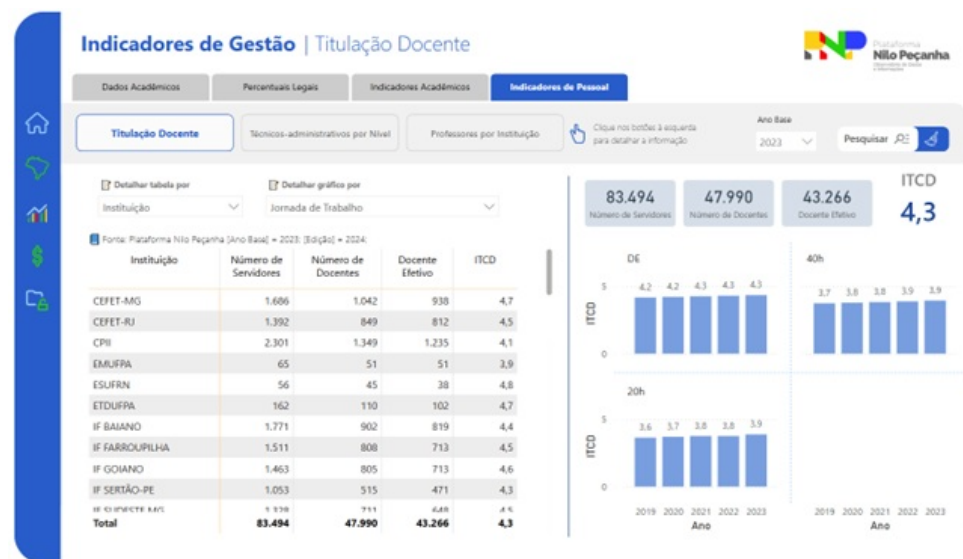 Indicadores de Gestão | Titulação Docente
Plataforma
Nilo Peçanha
Dados Acadêmicos
Percentuais Legais
Indicadores Acadêmicos
Indicadores de Pessoal
Titulação Docente
Técnicos-administrativos por Nível
Professores por Instituição
Clique nos botões à esquerda
para detalhar a informação
Ano Base
2023
Pesquisar
Detalhar tabela por
Instituição
Detalhar gráfico por
Jornada de Trabalho
Fonte: Plataforma Nilo Peçanha [Ano Base] = 2023; [Edição] = 2024;
Instituição Número de Servidores Número de Docentes Docente Efetivo ITCD
CEFET-MG 1.686 1.042 938 4,7
CEFET-RJ 1.392 849 812 4,5
CPII 2.301 1.349 1.235 4,1
EMUFPA 65 51 51 3,9
ESUFRN 56 45 38 4,8
ETDUFPA 162 110 102 4,7
IF BAIANO 1.771 902 819 4,4
IF FARROUPILHA 1.511 808 713 4,5
IF GOIANO 1.463 805 713 4,6
IF SERTÃO-PE 1.053 515 471 4,3
Total 83.494 47.990 43.266 4,3
83.494
Número de Servidores
47.990
Número de Docentes
43.266
Docente Efetivo
ITCD
4,3
DE
ITCD
5
0
4.2 4.2 4.3 4.3 4.3
40h
3.7 3.8 3.8 3.9 3.9
20h
ITCD
5
0
3.6 3.7 3.8 3.8 3.9
2019 2020 2021 2022 2023
Ano
2019 2020 2021 2022 2023
Ano